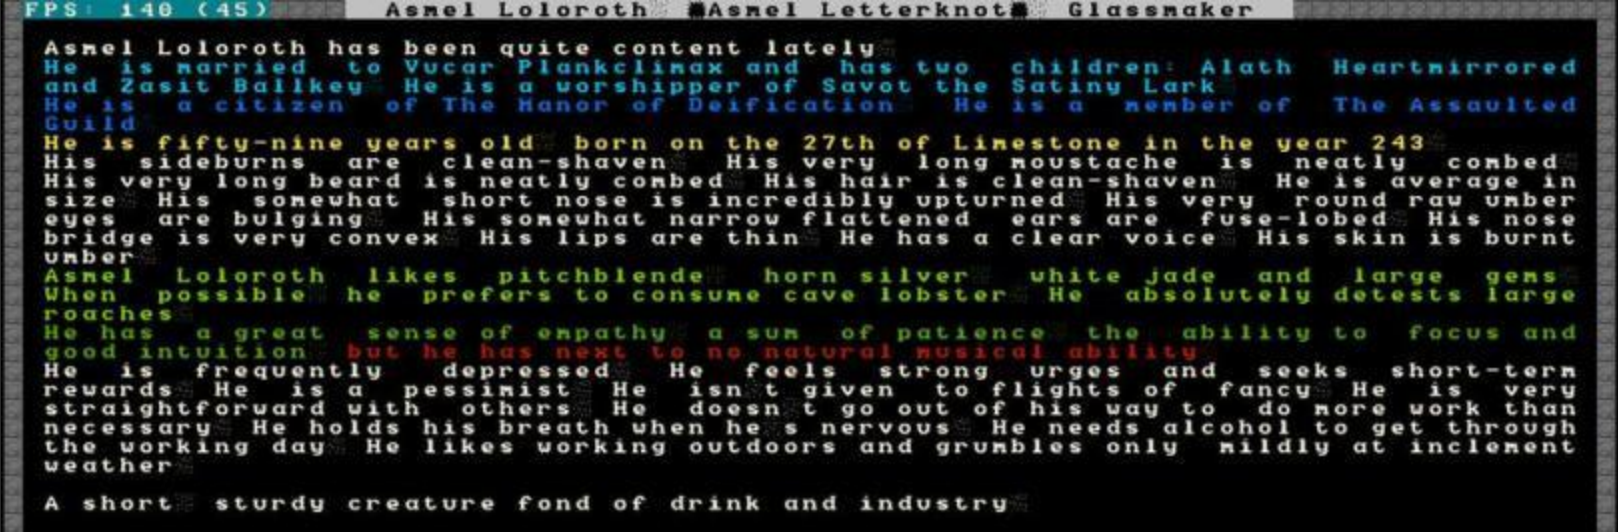 FPS: 140 (45) Asmel Loloroth "Asmel Letterknot" Glassmaker
Asmel Loloroth has been quite content lately
He is married to Vucar Plankclimax and has two children: Alath Heartmirrored
and Zasit Ballkey He is a worshipper of Savot the Satiny Lark
He is a citizen of The Manor of Deification He is a member of The Assaulted
Guild
He is fifty-nine years old born on the 27th of Limestone in the year 243
His sideburns are clean-shaven His very long moustache is neatly combed
His very long beard is neatly combed His hair is clean-shaven He is average in
size His somewhat short nose is incredibly upturned His very round raw umber
eyes are bulging His somewhat narrow flattened ears are fuse-lobed His nose
bridge is very convex His lips are thin He has a clear voice His skin is burnt
umber
Asmel Loloroth likes pitchblende horn silver white jade and large gems
When possible he prefers to consume cave lobster He absolutely detests large
roaches
He has a great sense of empathy a sum of patience the ability to focus and
good intuition but he has next to no natural musical ability
He is frequently depressed He feels strong urges and seeks short-term
rewards He is a pessimist He isn t given to flights of fancy He is very
straightforward with others He doesn t go out of his way to do more work than
necessary He holds his breath when he s nervous He needs alcohol to get through
the working day He likes working outdoors and grumbles only mildly at inclement
weather
A short sturdy creature fond of drink and industry